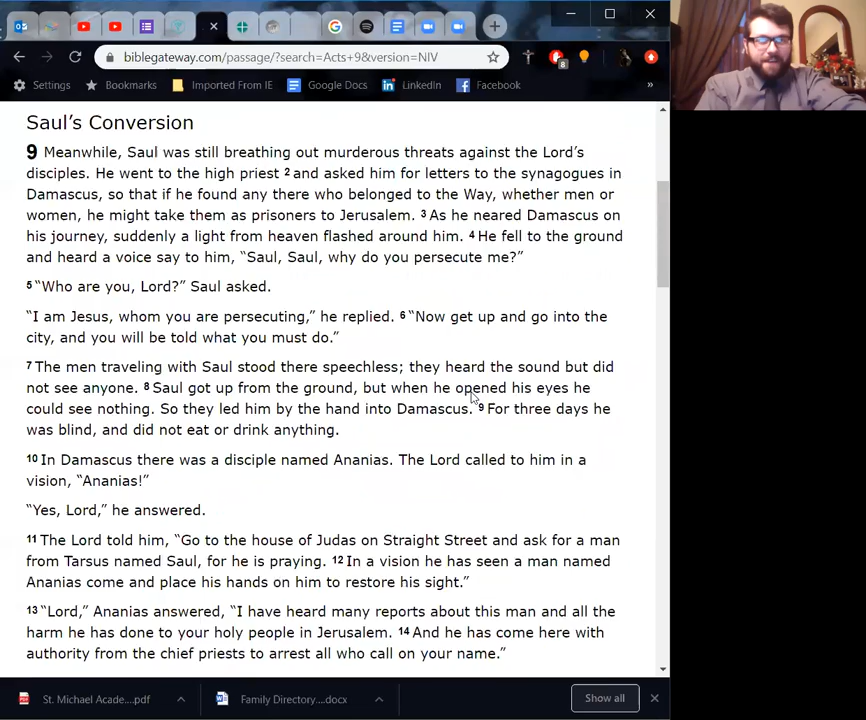 biblegateway.com/passage/?search=Acts+9&version=NIV
8
Settings Bookmarks Imported From IE Google Docs LinkedIn Facebook »
Saul’s Conversion
9 Meanwhile, Saul was still breathing out murderous threats against the Lord’s
disciples. He went to the high priest 2 and asked him for letters to the synagogues in
Damascus, so that if he found any there who belonged to the Way, whether men or
women, he might take them as prisoners to Jerusalem. 3 As he neared Damascus on
his journey, suddenly a light from heaven flashed around him. 4 He fell to the ground
and heard a voice say to him, “Saul, Saul, why do you persecute me?”
5 “Who are you, Lord?” Saul asked.
“I am Jesus, whom you are persecuting,” he replied. 6 “Now get up and go into the
city, and you will be told what you must do.”
7 The men traveling with Saul stood there speechless; they heard the sound but did
not see anyone. 8 Saul got up from the ground, but when he opened his eyes he
could see nothing. So they led him by the hand into Damascus. 9 For three days he
was blind, and did not eat or drink anything.
10 In Damascus there was a disciple named Ananias. The Lord called to him in a
vision, “Ananias!”
“Yes, Lord,” he answered.
11 The Lord told him, “Go to the house of Judas on Straight Street and ask for a man
from Tarsus named Saul, for he is praying. 12 In a vision he has seen a man named
Ananias come and place his hands on him to restore his sight.”
13 “Lord,” Ananias answered, “I have heard many reports about this man and all the
harm he has done to your holy people in Jerusalem. 14 And he has come here with
authority from the chief priests to arrest all who call on your name.”
St. Michael Acade....pdf Family Directory....docx Show all